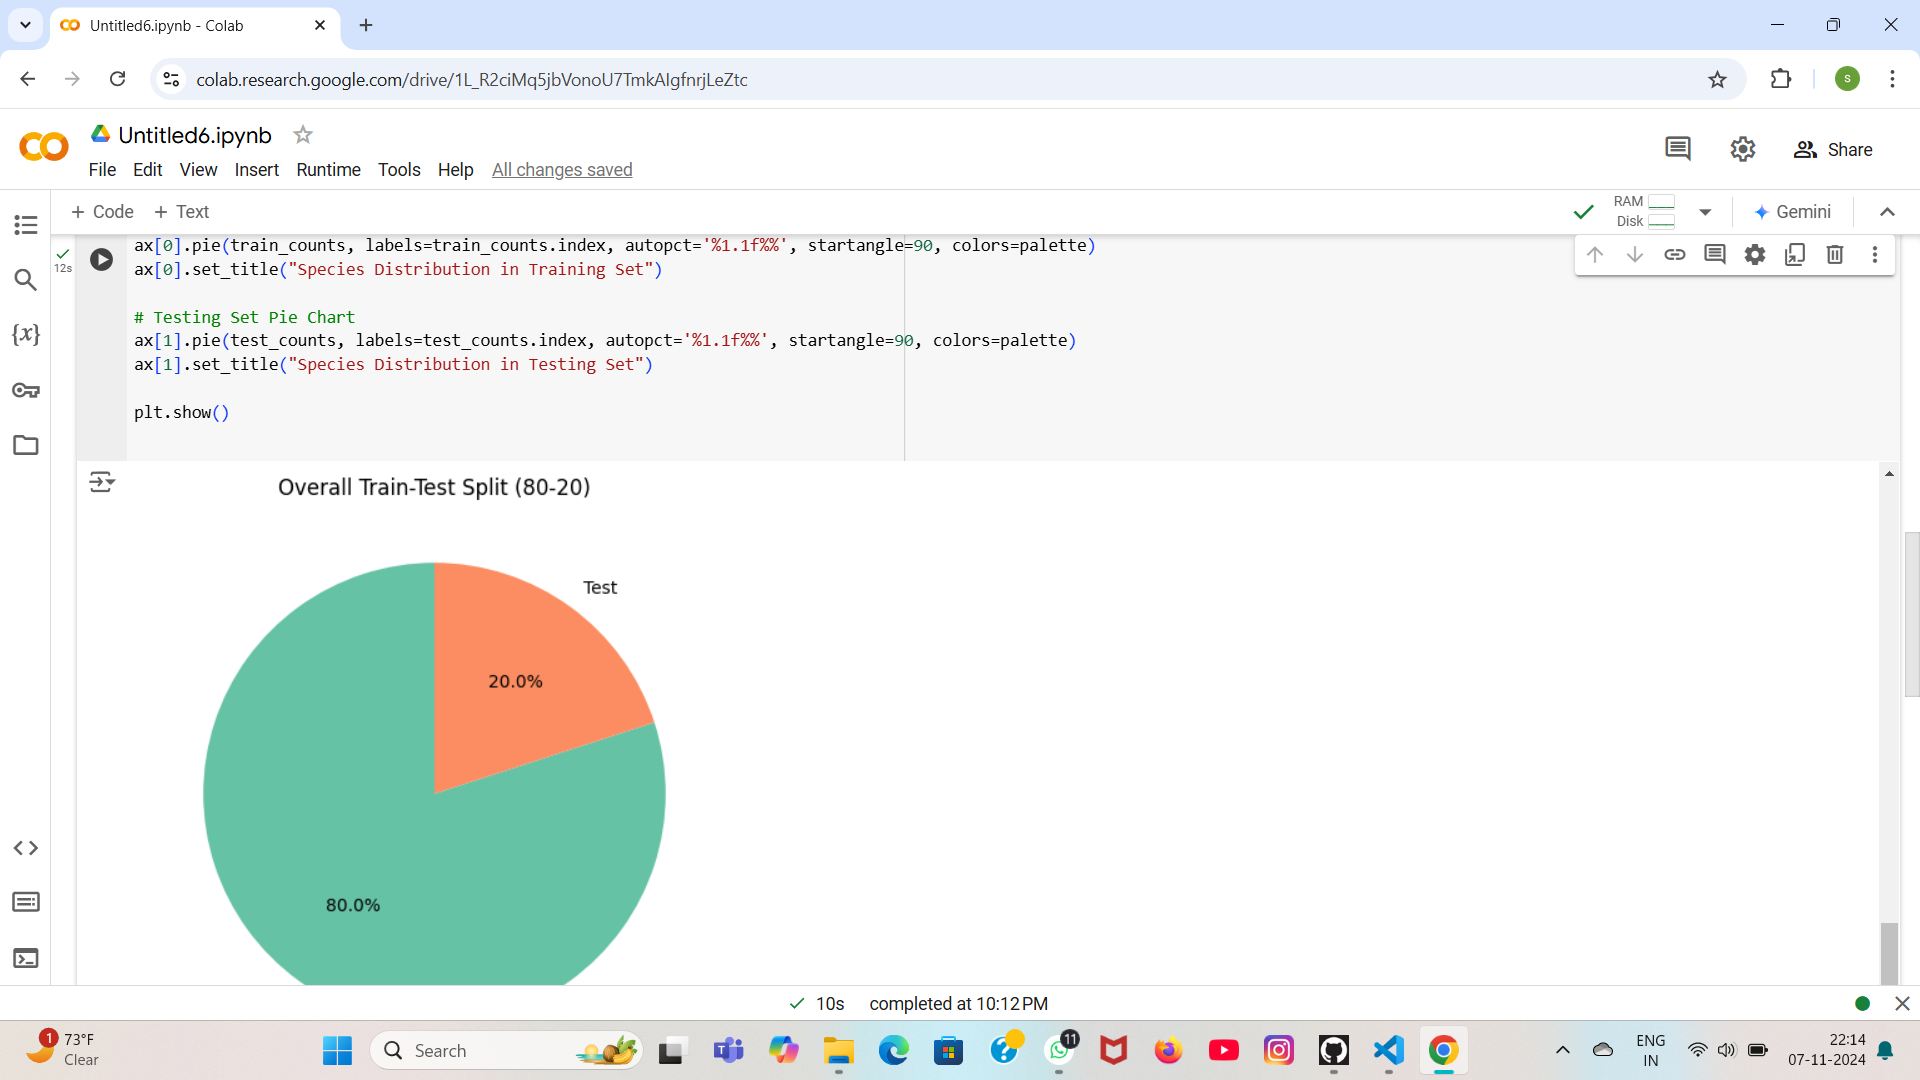 Untitled6.ipynb - Colab
colab.research.google.com/drive/1L_R2ciMq5jbVonoU7TmkAIgfnrjLeZtc
S
Untitled6.ipynb
File Edit View Insert Runtime Tools Help All changes saved
Share
+ Code + Text
RAM
Disk
Gemini
12s
ax[0].pie(train_counts, labels=train_counts.index, autopct='%1.1f%%', startangle=90, colors=palette)
ax[0].set_title("Species Distribution in Training Set")
# Testing Set Pie Chart
ax[1].pie(test_counts, labels=test_counts.index, autopct='%1.1f%%', startangle=90, colors=palette)
ax[1].set_title("Species Distribution in Testing Set")
plt.show()
{x}
Overall Train-Test Split (80-20)
Test
20.0%
80.0%
10s completed at 10:12 PM
1
73°F
Clear
Search
11
ENG
IN
22:14
07-11-2024